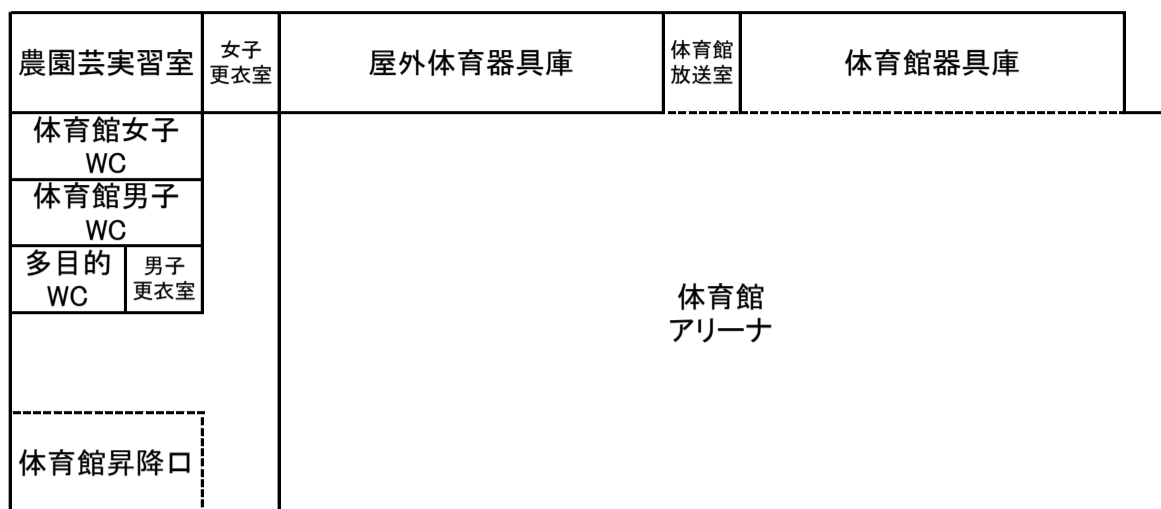 農園芸実習室
女子
更衣室
屋外体育器具庫
体育館
放送室
体育館器具庫
体育館女子
WC
体育館男子
WC
多目的
WC
男子
更衣室
体育館
アリーナ
体育館昇降口